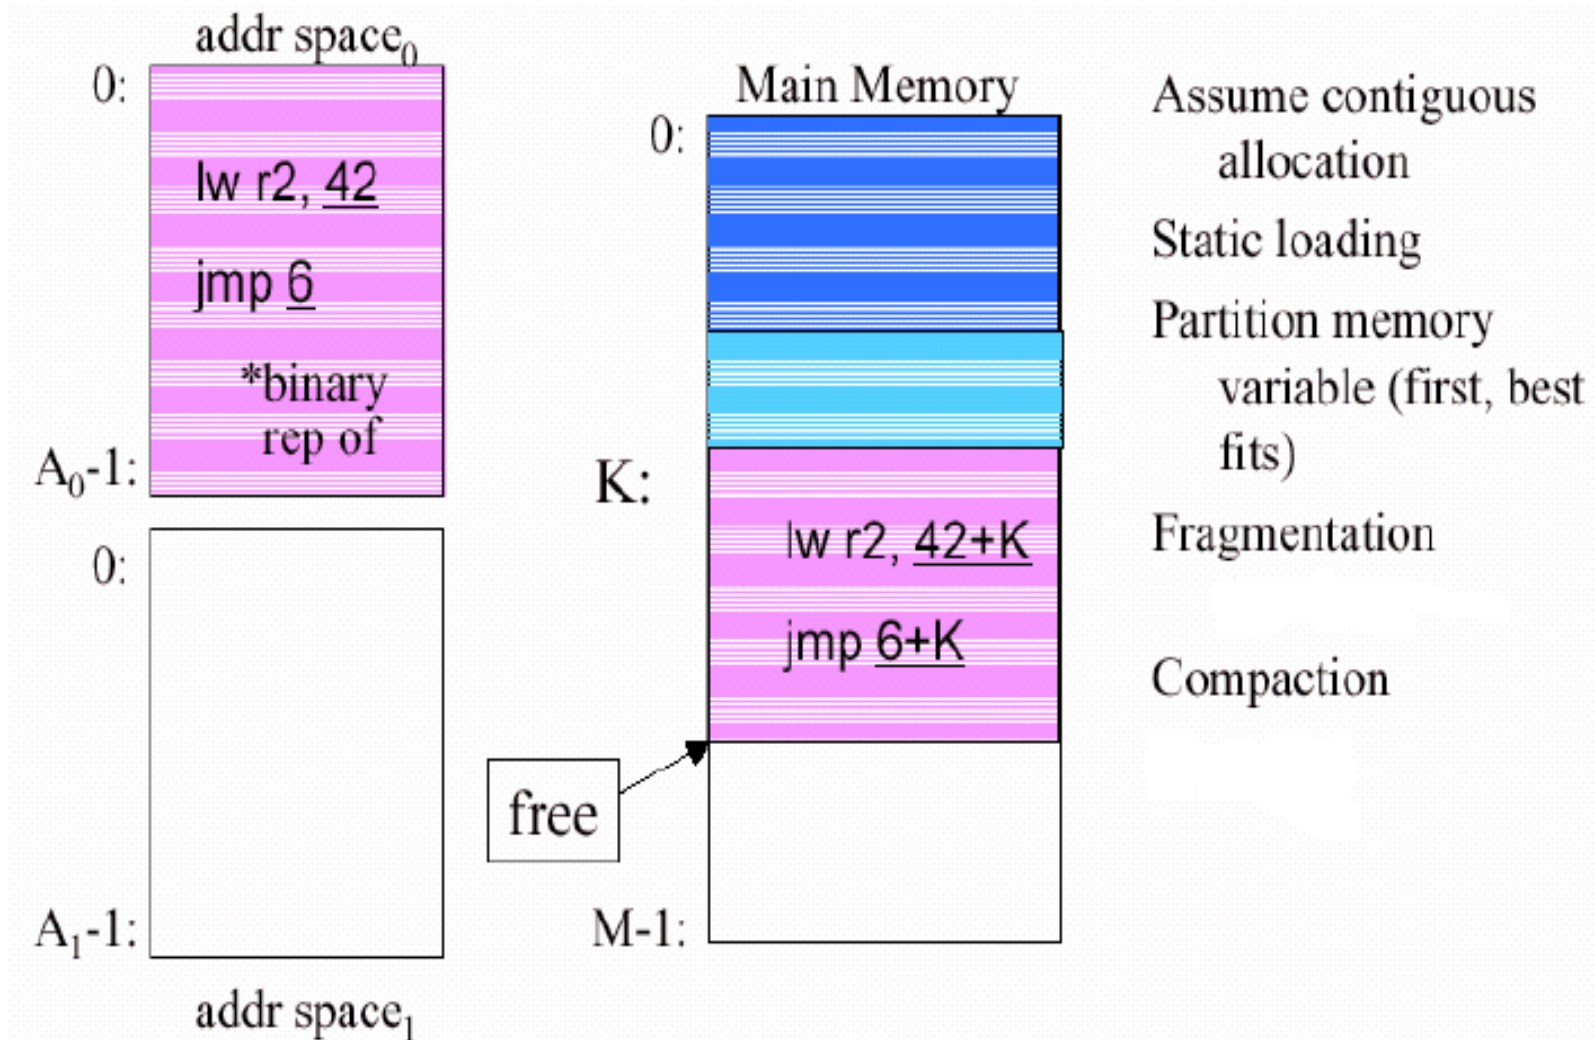 addr space₀
0:
lw r2, 42
jmp 6
*binary
rep of
A₀-1:
0:
A₁-1:
addr space₁
Main Memory
0:
K:
lw r2, 42+K
jmp 6+K
free
M-1:
Assume contiguous
allocation
Static loading
Partition memory
variable (first, best
fits)
Fragmentation
Compaction